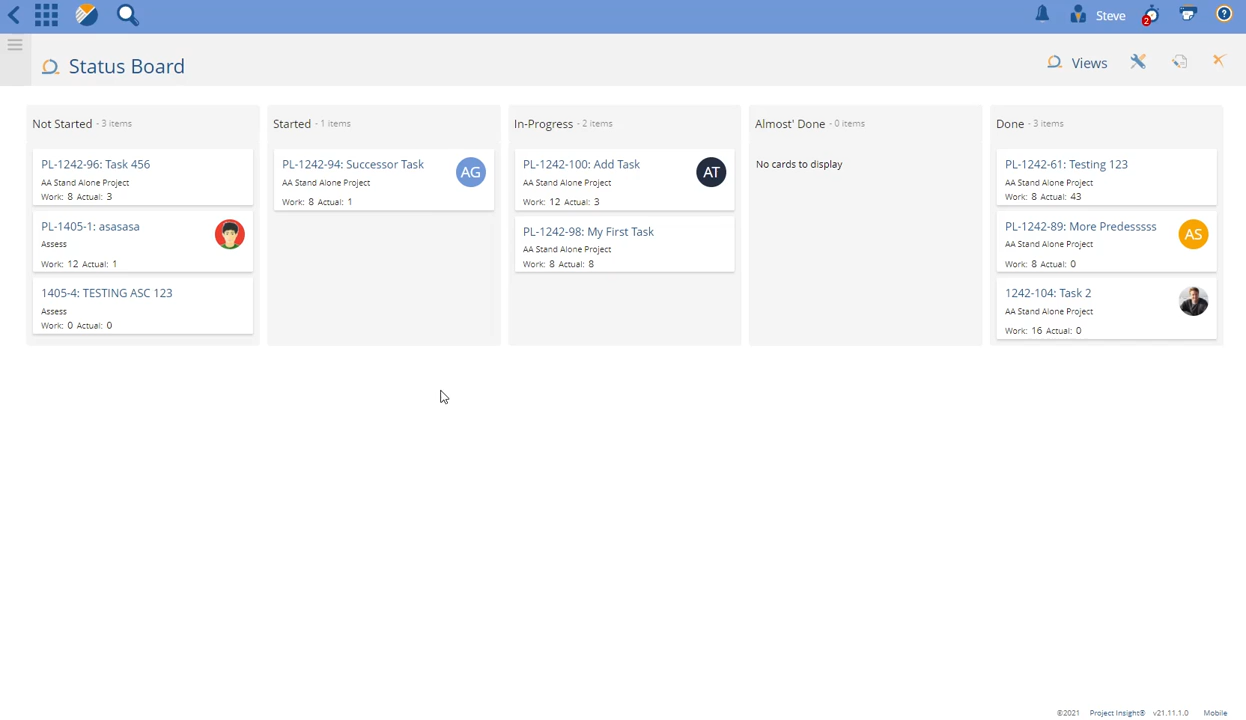 Steve
2
?
Status Board
Views
Not Started - 3 items
PL-1242-96: Task 456
AA Stand Alone Project
Work: 8 Actual: 3
PL-1405-1: asasasa
Assess
Work: 12 Actual: 1
1405-4: TESTING ASC 123
Assess
Work: 0 Actual: 0
Started - 1 items
PL-1242-94: Successor Task
AG
AA Stand Alone Project
Work: 8 Actual: 1
In-Progress - 2 items
PL-1242-100: Add Task
AT
AA Stand Alone Project
Work: 12 Actual: 3
PL-1242-98: My First Task
AA Stand Alone Project
Work: 8 Actual: 8
Almost' Done - 0 items
No cards to display
Done - 3 items
PL-1242-61: Testing 123
AA Stand Alone Project
Work: 8 Actual: 43
PL-1242-89: More Predesssss
AS
AA Stand Alone Project
Work: 8 Actual: 0
1242-104: Task 2
AA Stand Alone Project
Work: 16 Actual: 0
©2021 Project Insight® v21.11.1.0 Mobile